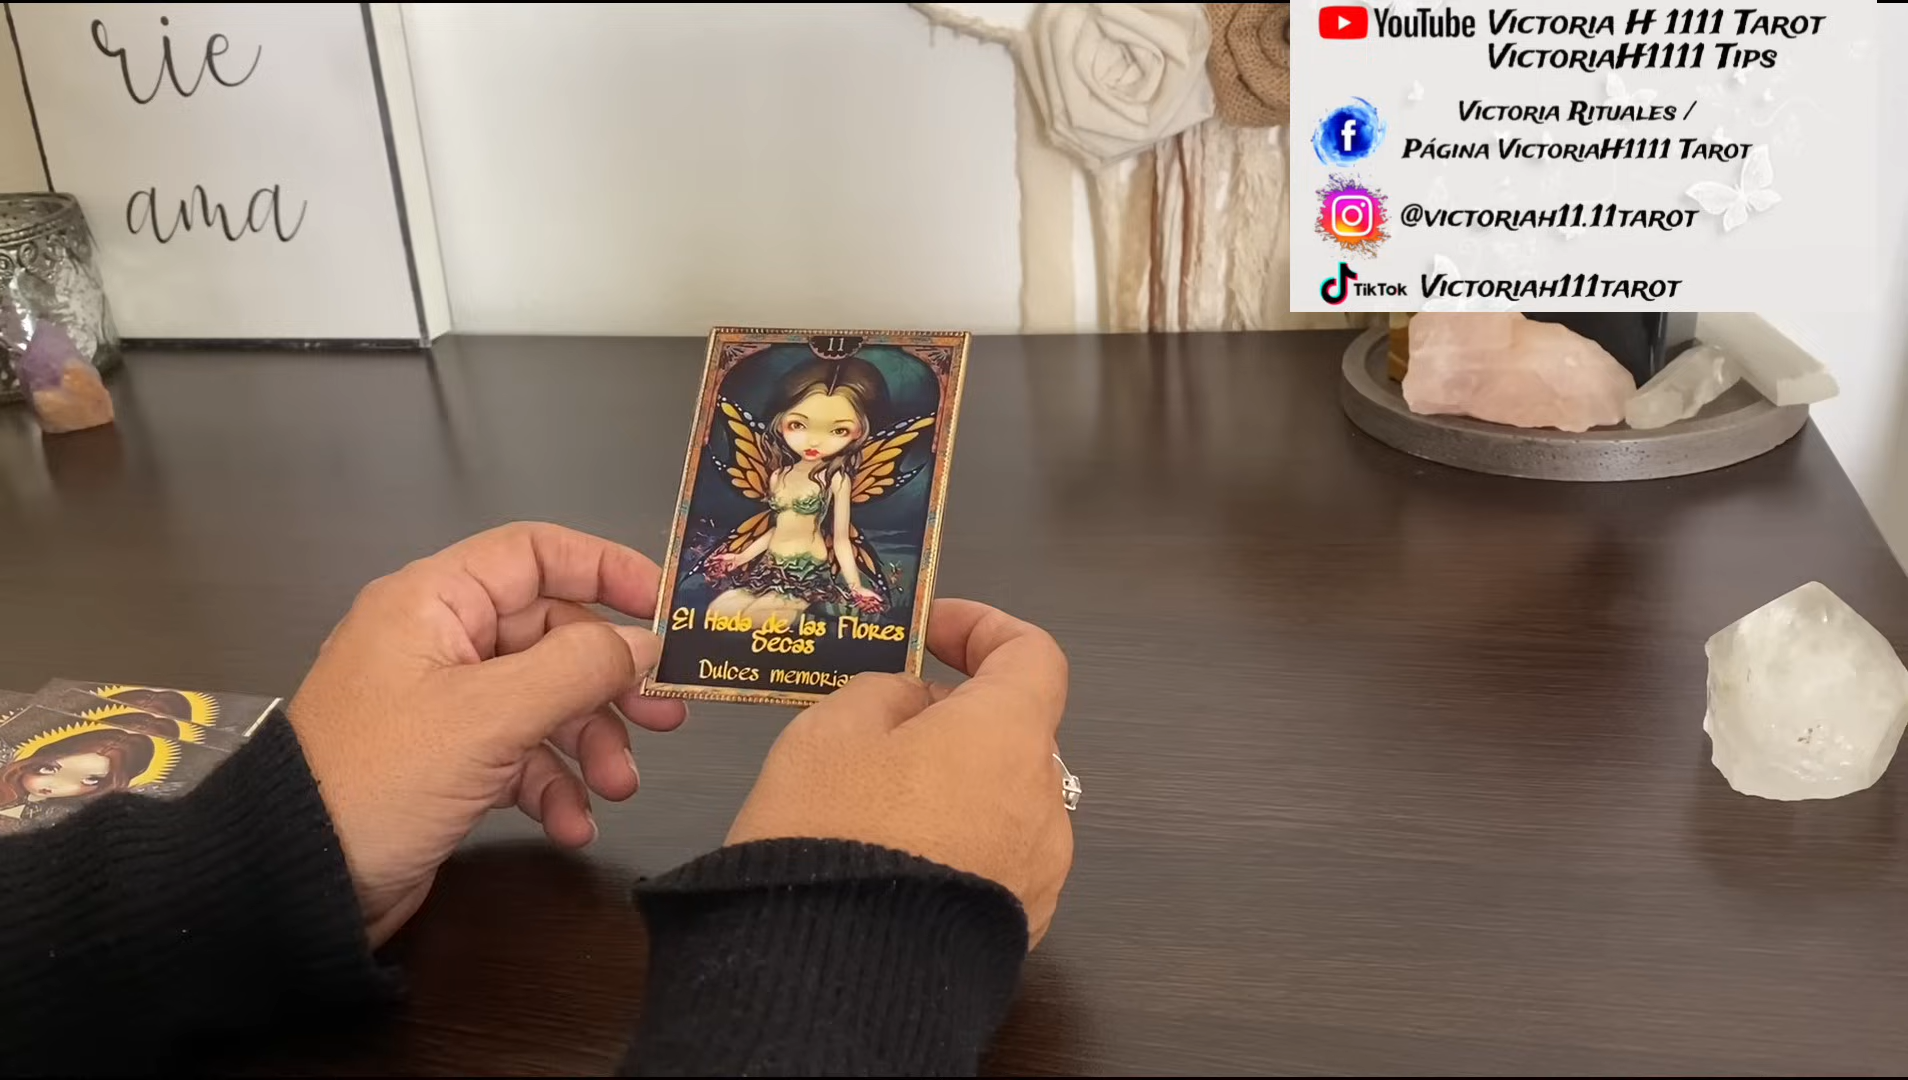 rie
ama
YouTube Victoria H 1111 Tarot
VictoriaH1111 Tips
Victoria Rituales /
Página VictoriaH1111 Tarot
@victoriah11.11tarot
TikTok Victoriah111tarot
11
El Hada de las Flores
Secas
Dulces memorias